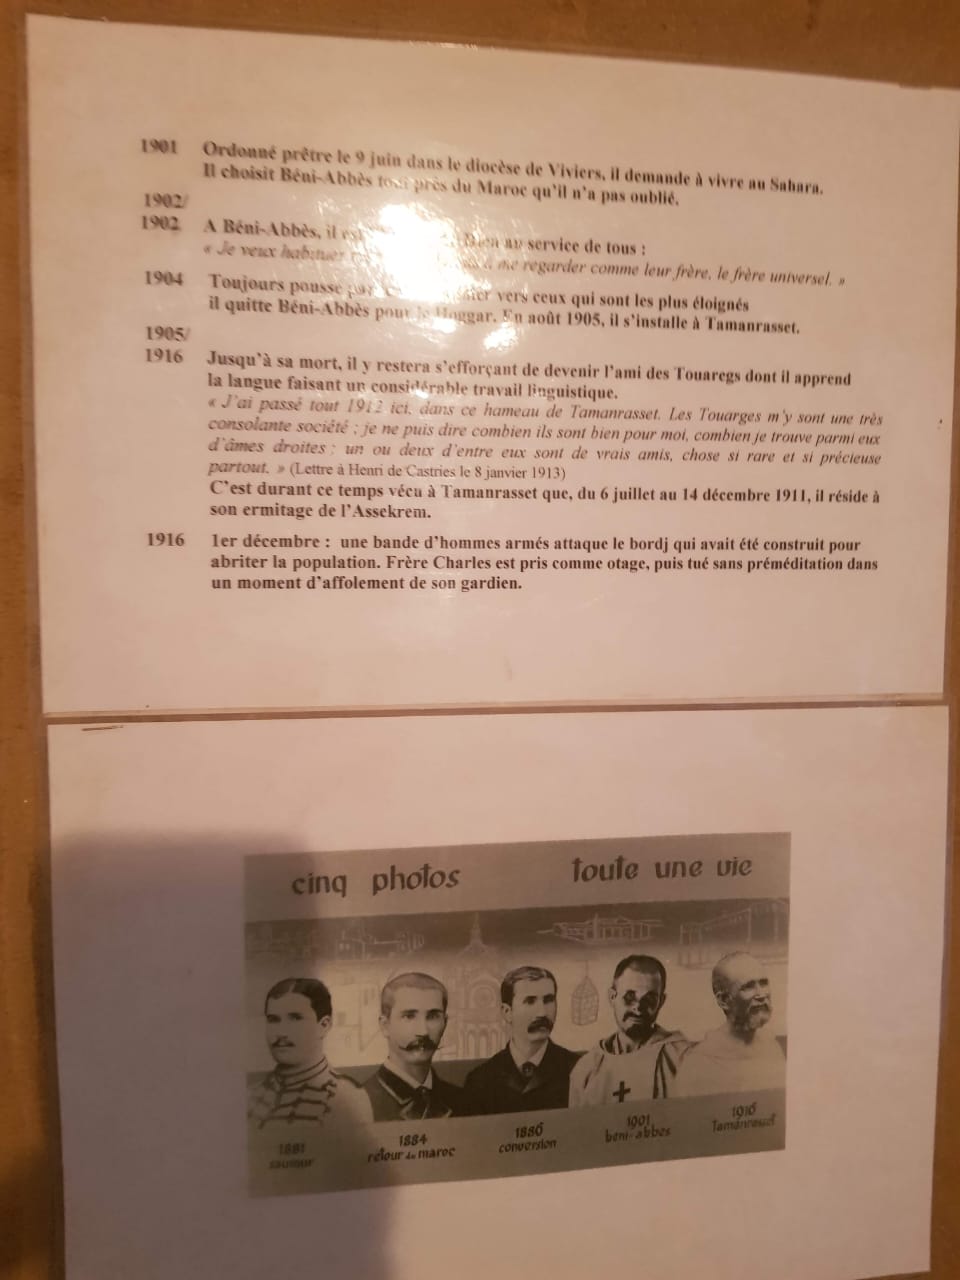 1901 Ordonné prêtre le 9 juin dans le diocèse de Viviers, il demande à vivre au Sahara.
Il choisit Béni-Abbès tout près du Maroc qu'il n'a pas oublié.
1902/
1902 A Béni-Abbès, il est au service de tous :
« Je veux habituer me regarder comme leur frère, le frère universel. »
1904 Toujours poussé vers ceux qui sont les plus éloignés
il quitte Béni-Abbès pour le Hoggar. En août 1905, il s'installe à Tamanrasset.
1905/
1916 Jusqu'à sa mort, il y restera s'efforçant de devenir l'ami des Touaregs dont il apprend
la langue faisant un considérable travail linguistique.
« J'ai passé tout 1912 ici, dans ce hameau de Tamanrasset. Les Touarges m'y sont une très
consolante société ; je ne puis dire combien ils sont bien pour moi, combien je trouve parmi eux
d'âmes droites ; un ou deux d'entre eux sont de vrais amis, chose si rare et si précieuse
partout. » (Lettre à Henri de Castries le 8 janvier 1913)
C'est durant ce temps vécu à Tamanrasset que, du 6 juillet au 14 décembre 1911, il réside à
son ermitage de l'Assekrem.
1916 1er décembre : une bande d'hommes armés attaque le bordj qui avait été construit pour
abriter la population. Frère Charles est pris comme otage, puis tué sans préméditation dans
un moment d'affolement de son gardien.
cinq photos toute une vie
1881
saumur
1884
retour du maroc
1886
conversion
1901
beni-abbes
1916
Tamanrasset